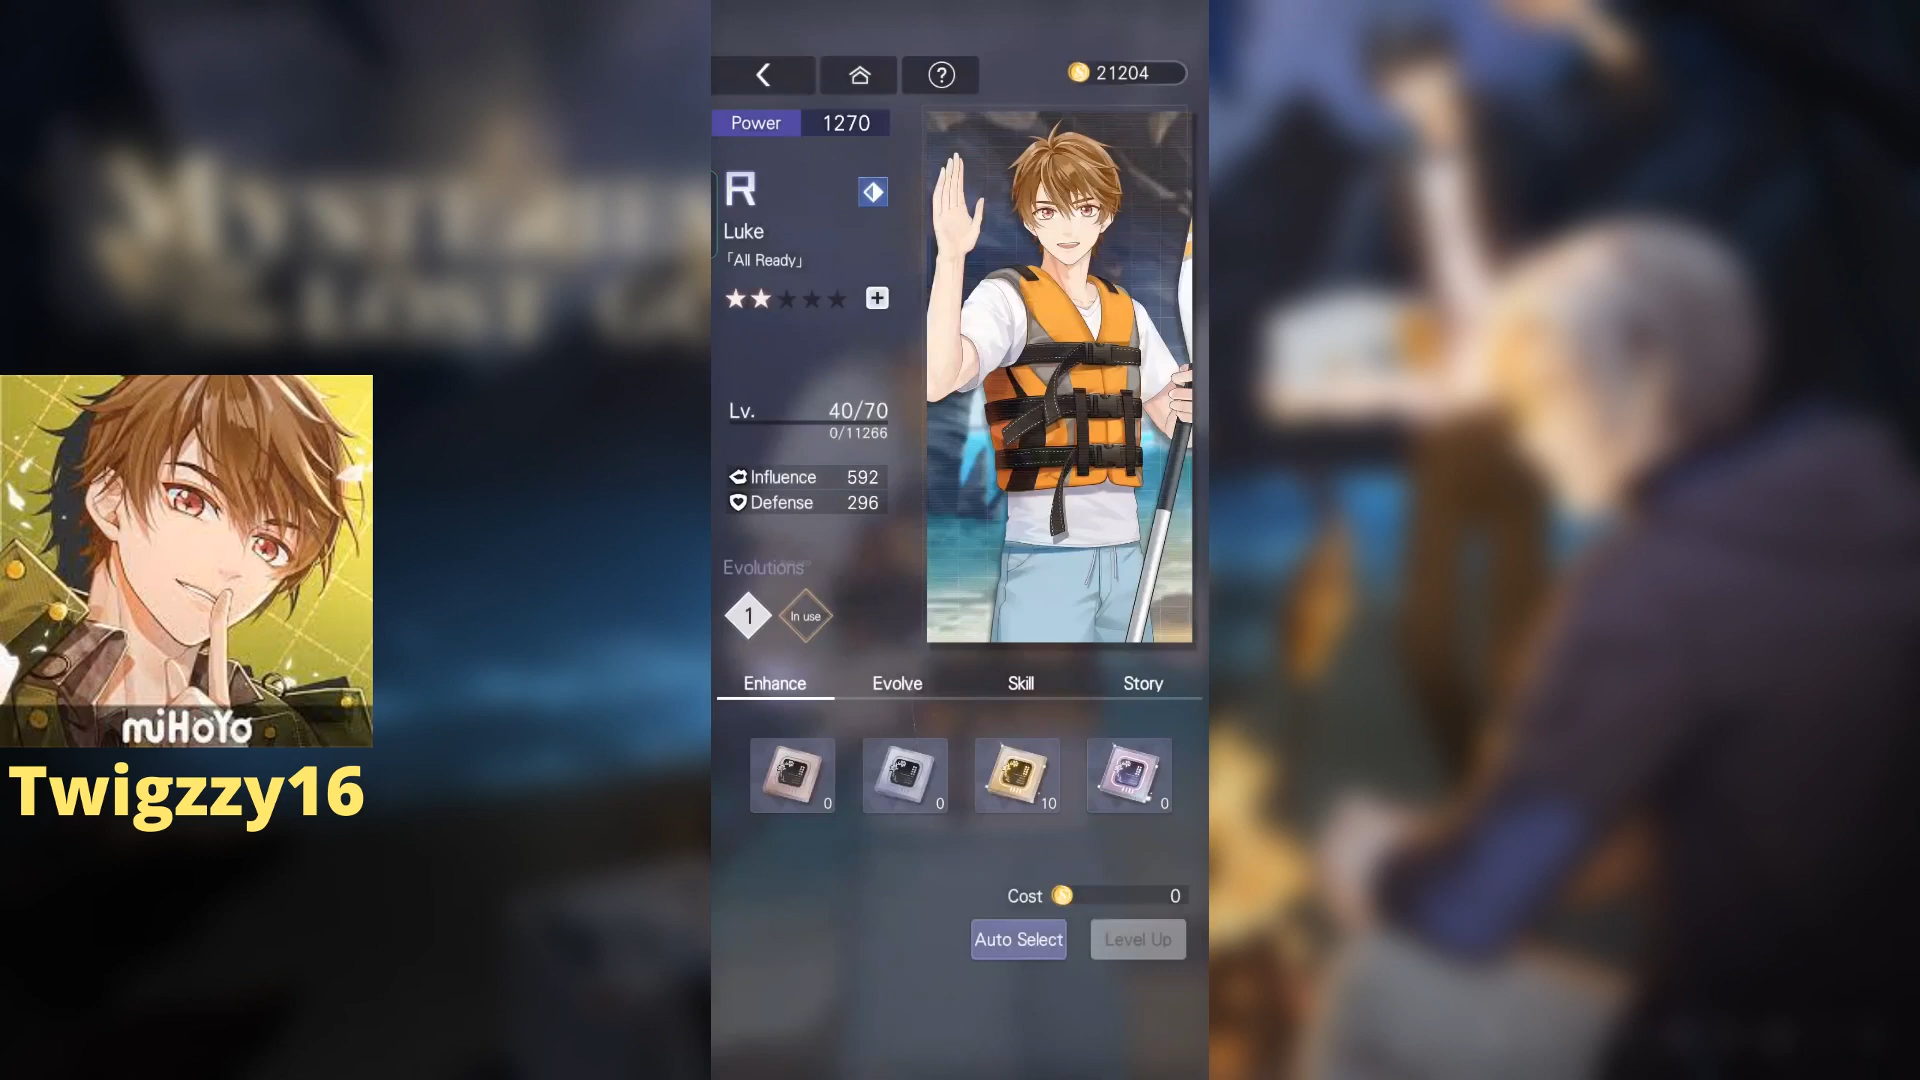 21204
Power 1270
R
Luke
「All Ready」
Lv. 40/70
0/11266
Influence 592
Defense 296
Evolutions
1 In use
Enhance Evolve Skill Story
0 0 10 0
Cost 0
Auto Select Level Up
miHoYo
Twigzzy16